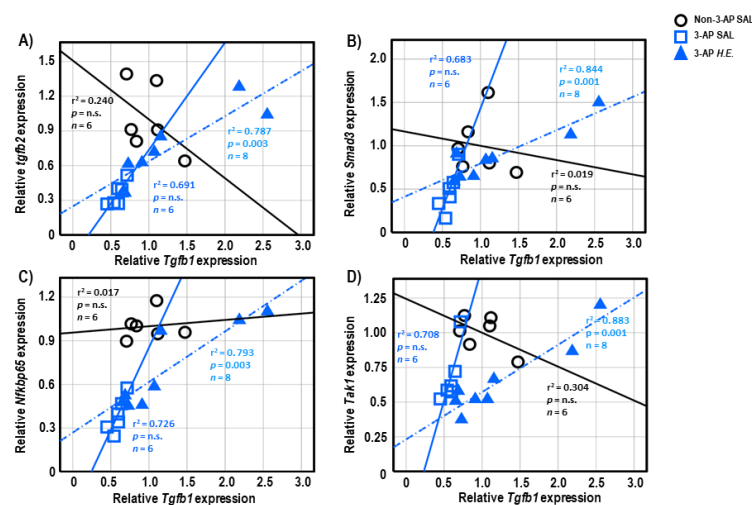 Non-3-AP SAL
3-AP SAL
3-AP H.E.
A)
Relative tgfb2 expression
1.5
1.2
0.9
0.6
0.3
0
r² = 0.240
p = n.s.
n = 6
r² = 0.787
p = 0.003
n = 8
r² = 0.691
p = n.s.
n = 6
0 0.5 1.0 1.5 2.0 2.5 3.0
Relative Tgfb1 expression
B)
Relative Smad3 expression
2.0
1.5
1.0
0.5
0
r² = 0.683
p = n.s.
n = 6
r² = 0.844
p = 0.001
n = 8
r² = 0.019
p = n.s.
n = 6
0 0.5 1.0 1.5 2.0 2.5 3.0
Relative Tgfb1 expression
C)
Relative Nfkbp65 expression
1.2
0.9
0.6
0.3
0
r² = 0.017
p = n.s.
n = 6
r² = 0.793
p = 0.003
n = 8
r² = 0.726
p = n.s.
n = 6
0 0.5 1.0 1.5 2.0 2.5 3.0
Relative Tgfb1 expression
D)
Relative Tak1 expression
1.25
1.00
0.75
0.5
0.25
0
r² = 0.708
p = n.s.
n = 6
r² = 0.883
p = 0.001
n = 8
r² = 0.304
p = n.s.
n = 6
0 0.5 1.0 1.5 2.0 2.5 3.0
Relative Tgfb1 expression